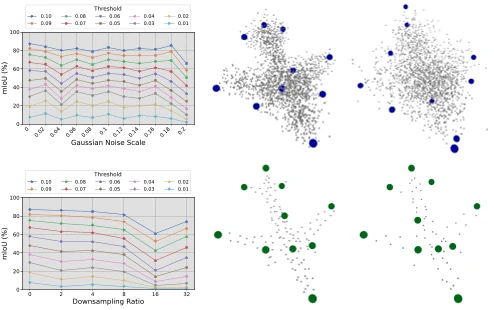 Threshold
0.10 0.08 0.06 0.04 0.02
0.09 0.07 0.05 0.03 0.01
mIoU (%)
100
80
60
40
20
0
0 0.02 0.04 0.06 0.08 0.1 0.12 0.14 0.16 0.18 0.2
Gaussian Noise Scale
Threshold
0.10 0.08 0.06 0.04 0.02
0.09 0.07 0.05 0.03 0.01
mIoU (%)
100
80
60
40
20
0
0 2 4 8 16 32
Downsampling Ratio